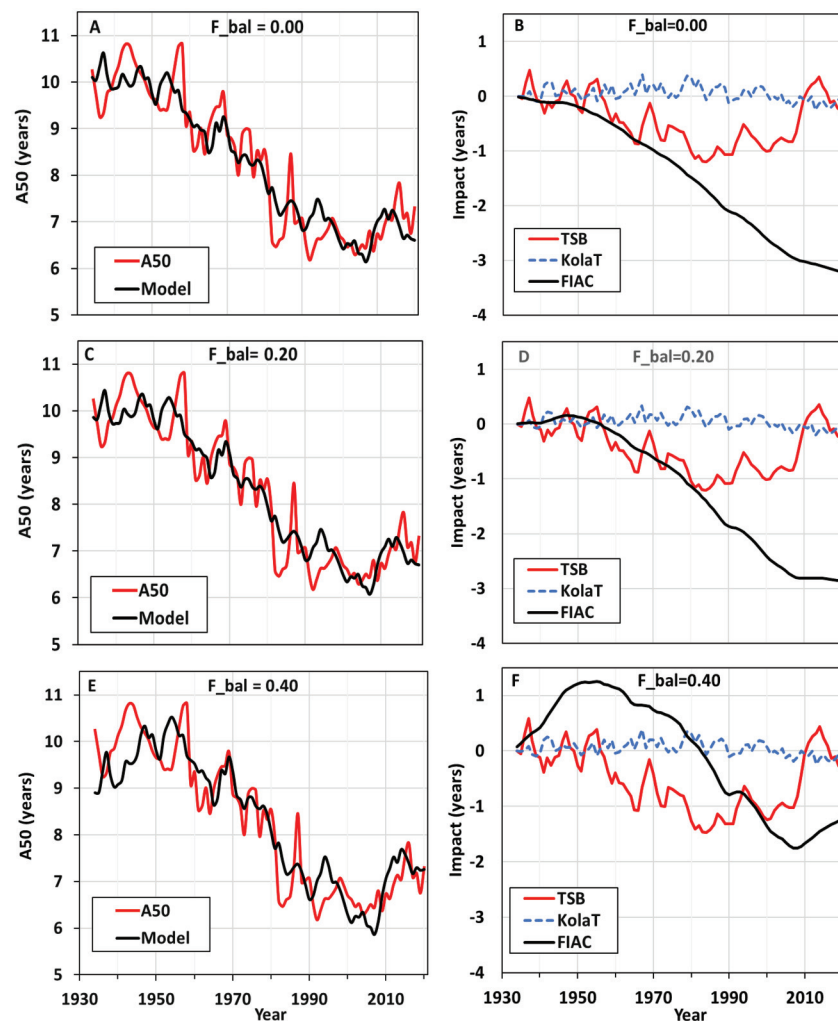 A F_bal = 0.00
A50 (years)
11
10
9
8
7
6
5
A50
Model
B F_bal=0.00
Impact (years)
1
0
-1
-2
-3
-4
TSB
KolaT
FIAC
C F_bal= 0.20
A50 (years)
11
10
9
8
7
6
5
A50
Model
D F_bal=0.20
Impact (years)
1
0
-1
-2
-3
-4
TSB
KolaT
FIAC
E F_bal = 0.40
A50 (years)
11
10
9
8
7
6
5
A50
Model
1930 1950 1970 1990 2010
Year
F F_bal=0.40
Impact (years)
1
0
-1
-2
-3
-4
TSB
KolaT
FIAC
1930 1950 1970 1990 2010
Year